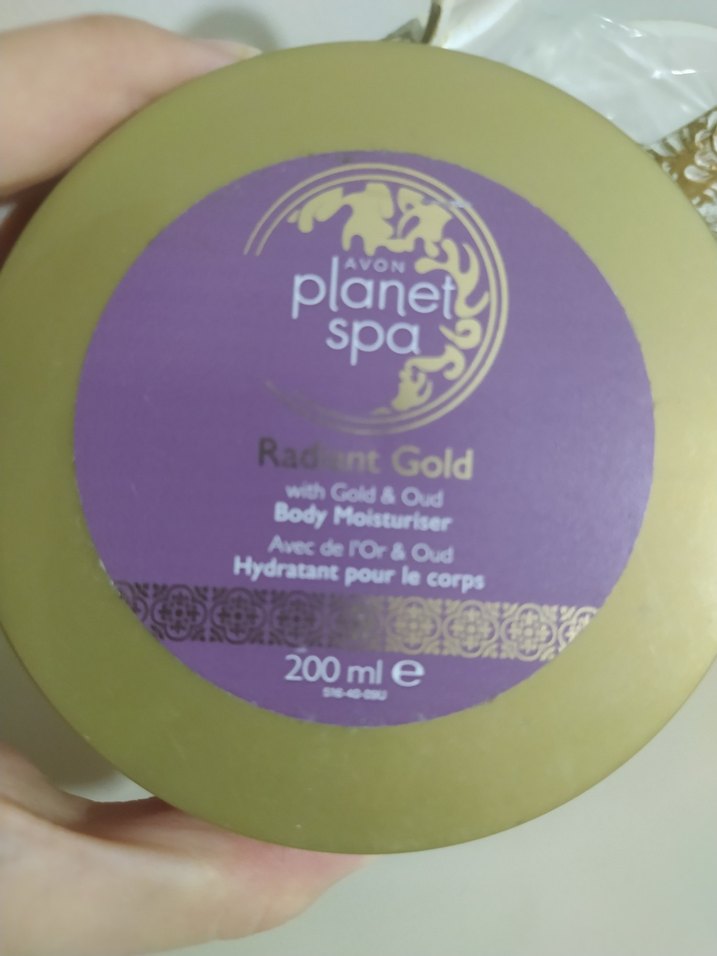 AVON
planet
spa
Radiant Gold
with Gold & Oud
Body Moisturiser
Avec de l'Or & Oud
Hydratant pour le corps
200 ml e